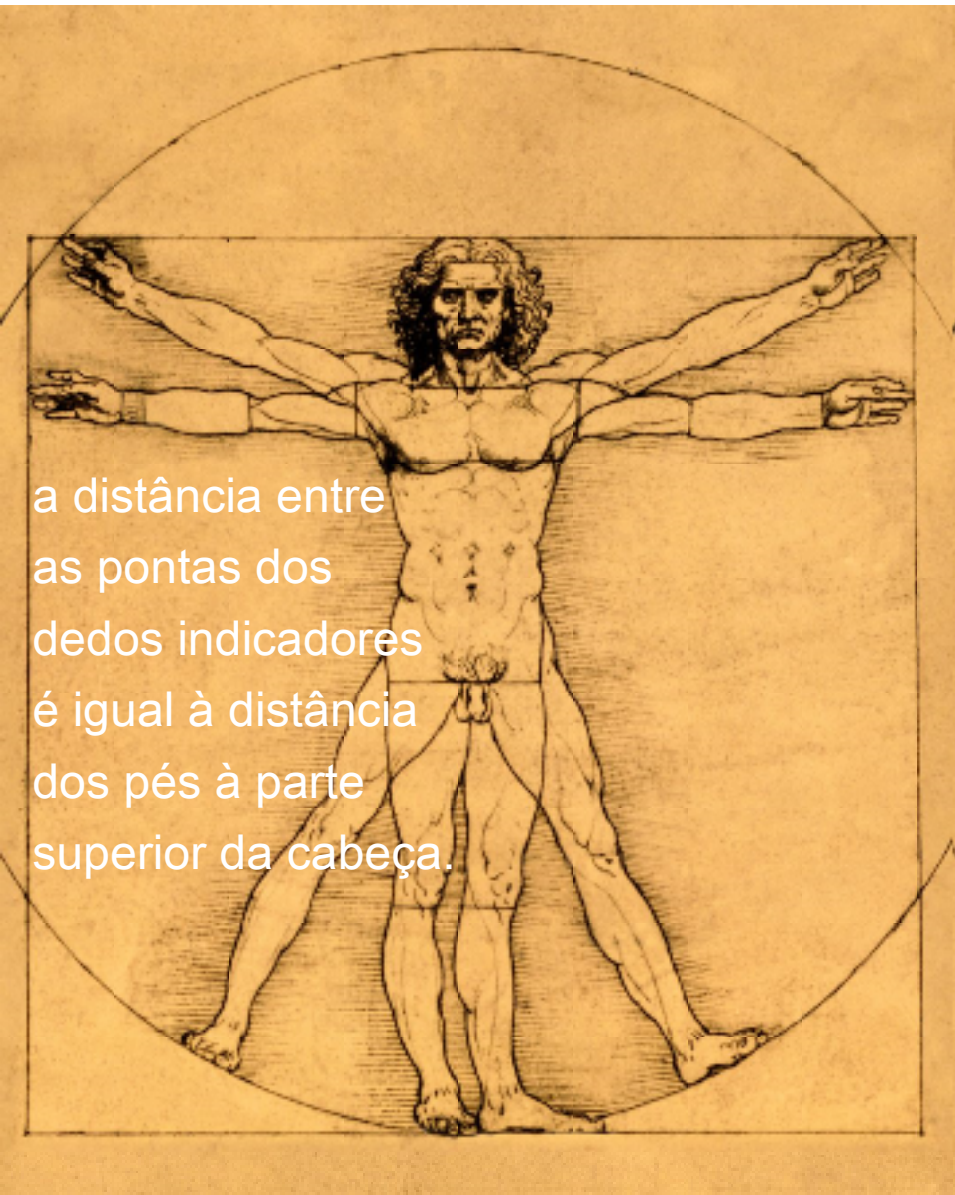 a distância entre
as pontas dos
dedos indicadores
é igual à distância
dos pés à parte
superior da cabeça.